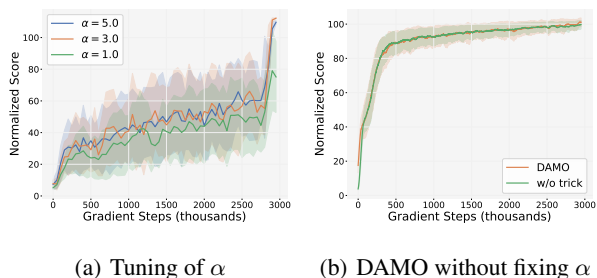 Normalized Score
100
80
60
40
20
0
α = 5.0
α = 3.0
α = 1.0
0 500 1000 1500 2000 2500 3000
Gradient Steps (thousands)
(a) Tuning of α
Normalized Score
100
80
60
40
20
0
DAMO
w/o trick
0 500 1000 1500 2000 2500 3000
Gradient Steps (thousands)
(b) DAMO without fixing α